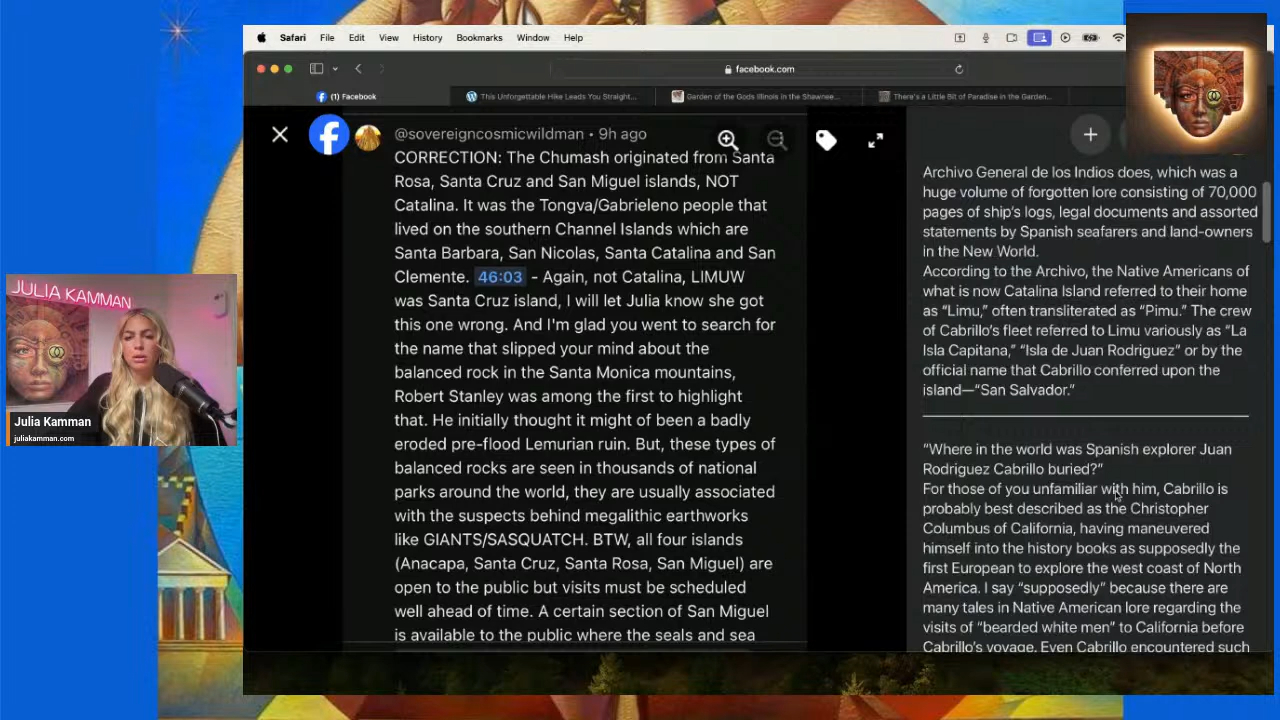 Safari File Edit View History Bookmarks Window Help
facebook.com
(1) Facebook
This Unforgettable Hike Leads You Straight...
Garden of the Gods Illinois in the Shawnee...
There's a Little Bit of Paradise in the Garden...
@sovereigncosmicwildman • 9h ago
CORRECTION: The Chumash originated from Santa
Rosa, Santa Cruz and San Miguel islands, NOT
Catalina. It was the Tongva/Gabrieleno people that
lived on the southern Channel Islands which are
Santa Barbara, San Nicolas, Santa Catalina and San
Clemente. 46:03 - Again, not Catalina, LIMUW
was Santa Cruz island, I will let Julia know she got
this one wrong. And I'm glad you went to search for
the name that slipped your mind about the
balanced rock in the Santa Monica mountains,
Robert Stanley was among the first to highlight
that. He initially thought it might of been a badly
eroded pre-flood Lemurian ruin. But, these types of
balanced rocks are seen in thousands of national
parks around the world, they are usually associated
with the suspects behind megalithic earthworks
like GIANTS/SASQUATCH. BTW, all four islands
(Anacapa, Santa Cruz, Santa Rosa, San Miguel) are
open to the public but visits must be scheduled
well ahead of time. A certain section of San Miguel
is available to the public where the seals and sea
Archivo General de los Indios does, which was a
huge volume of forgotten lore consisting of 70,000
pages of ship's logs, legal documents and assorted
statements by Spanish seafarers and land-owners
in the New World.
According to the Archivo, the Native Americans of
what is now Catalina Island referred to their home
as “Limu,” often transliterated as “Pimu.” The crew
of Cabrillo's fleet referred to Limu variously as “La
Isla Capitana,” “Isla de Juan Rodriguez” or by the
official name that Cabrillo conferred upon the
island—“San Salvador.”
“Where in the world was Spanish explorer Juan
Rodriguez Cabrillo buried?”
For those of you unfamiliar with him, Cabrillo is
probably best described as the Christopher
Columbus of California, having maneuvered
himself into the history books as supposedly the
first European to explore the west coast of North
America. I say “supposedly” because there are
many tales in Native American lore regarding the
visits of “bearded white men” to California before
Cabrillo's voyage. Even Cabrillo encountered such
JULIA KAMMAN
Julia Kamman
juliakamman.com